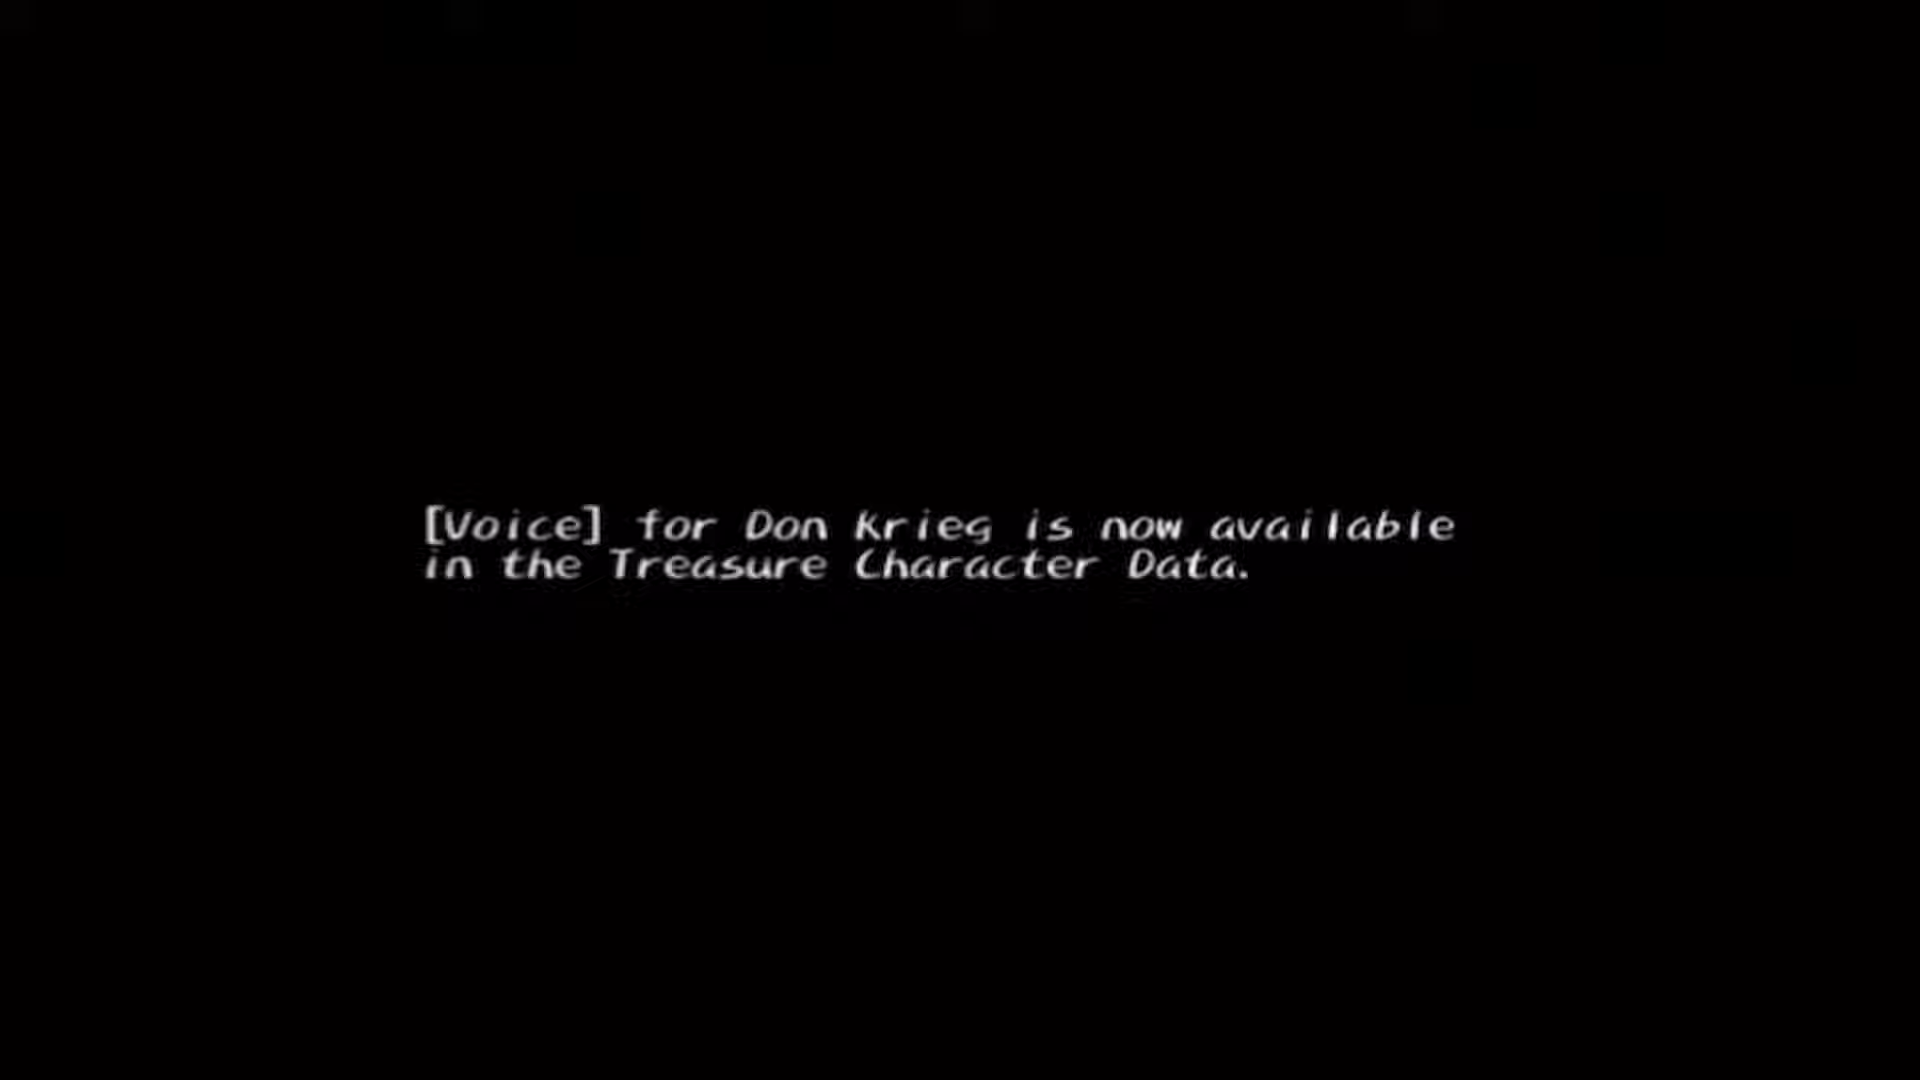 [Voice] for Don Krieg is now available
in the Treasure Character Data.